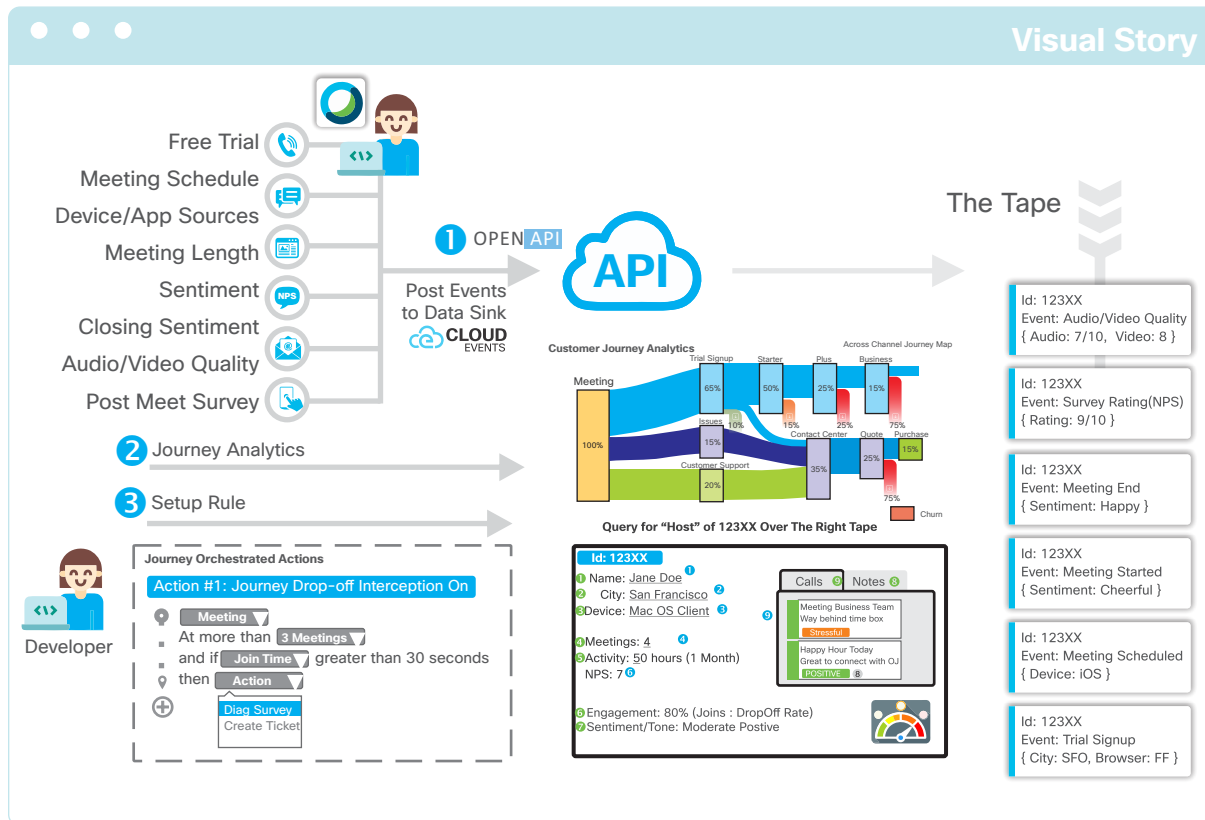 Visual Story
Free Trial
Meeting Schedule
Device/App Sources
Meeting Length
Sentiment
Closing Sentiment
Audio/Video Quality
Post Meet Survey
NPS
<\>
1 OPEN API
Post Events
to Data Sink
CLOUD
EVENTS
API
The Tape
2 Journey Analytics
3 Setup Rule
Customer Journey Analytics
Across Channel Journey Map
Meeting
100%
Trial Signup
65%
10%
Starter
50%
15%
Plus
25%
25%
Business
15%
75%
Issues
15%
Customer Support
20%
Contact Center
35%
Quote
25%
75%
Purchase
15%
Churn
Query for “Host” of 123XX Over The Right Tape
<\>
Developer
Journey Orchestrated Actions
Action #1: Journey Drop-off Interception On
Meeting
At more than 3 Meetings
and if Join Time greater than 30 seconds
then Action
Diag Survey
Create Ticket
Id: 123XX
1 Name: Jane Doe 1
2 City: San Francisco 2
3 Device: Mac OS Client 3
4 Meetings: 4 4
5 Activity: 50 hours (1 Month)
NPS: 7 6
6 Engagement: 80% (Joins : DropOff Rate)
7 Sentiment/Tone: Moderate Postive
Calls 9 Notes 8
9
Meeting Business Team
Way behind time box
Stressful
Happy Hour Today
Great to connect with OJ
POSITIVE 8
Id: 123XX
Event: Audio/Video Quality
{ Audio: 7/10, Video: 8 }
Id: 123XX
Event: Survey Rating(NPS)
{ Rating: 9/10 }
Id: 123XX
Event: Meeting End
{ Sentiment: Happy }
Id: 123XX
Event: Meeting Started
{ Sentiment: Cheerful }
Id: 123XX
Event: Meeting Scheduled
{ Device: iOS }
Id: 123XX
Event: Trial Signup
{ City: SFO, Browser: FF }